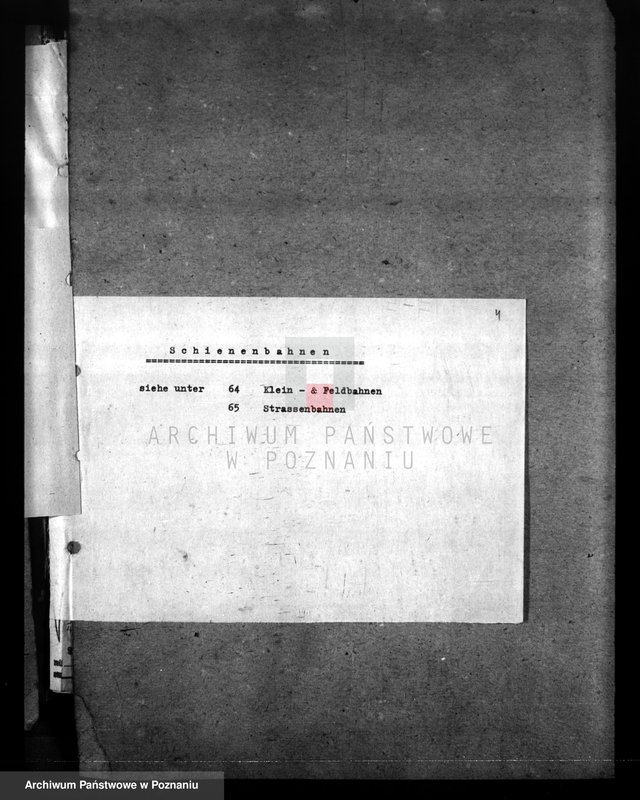 4
Schienenbahnen
siehe unter 64 Klein - & Feldbahnen
65 Strassenbahnen
ARCHIWUM PAŃSTWOWE
W POZNANIU
Archiwum Państwowe w Poznaniu